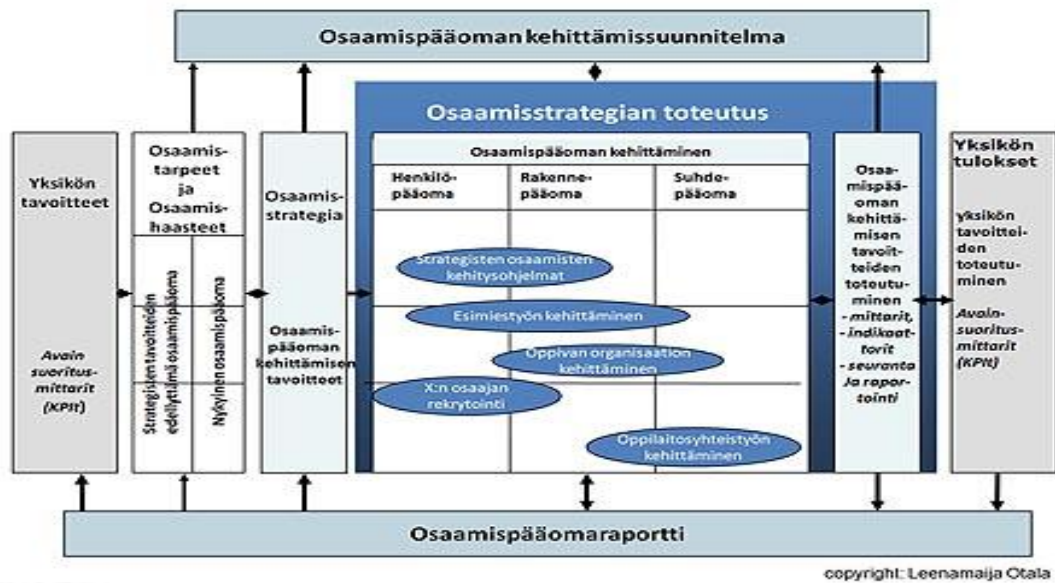 Osaamispääoman kehittämissuunnitelma
Yksikön
tavoitteet
Avain
suoritus-
mittarit
(KPIt)
Osaamis-
tarpeet
ja
Osaamis-
haasteet
Strategisten tavoitteiden
edellyttämä osaamispääoma
Nykyinen osaamispääoma
Osaamis-
strategia
Osaamis-
pääoman
kehittämisen
tavoitteet
Osaamisstrategian toteutus
Osaamispääoman kehittäminen
Henkilö-
pääoma
Rakenne-
pääoma
Suhde-
pääoma
Strategisten osaamisten
kehitysohjelmat
Esimiestyön kehittäminen
Oppivan organisaation
kehittäminen
X:n osaajan
rekrytointi
Oppilaitosyhteistyön
kehittäminen
Osaa-
mispää-
oman
kehittä-
misen
tavoit-
teiden
toteutu-
minen
- mittarit,
- indikaat-
torit
- seuranta
ja rapor-
tointi
Yksikön
tulokset
yksikön
tavoittei-
den
toteutu-
minen
Avain-
suoritus-
mittarit
(KPIt)
Osaamispääomaraportti
copyright: Leenamaija Otala